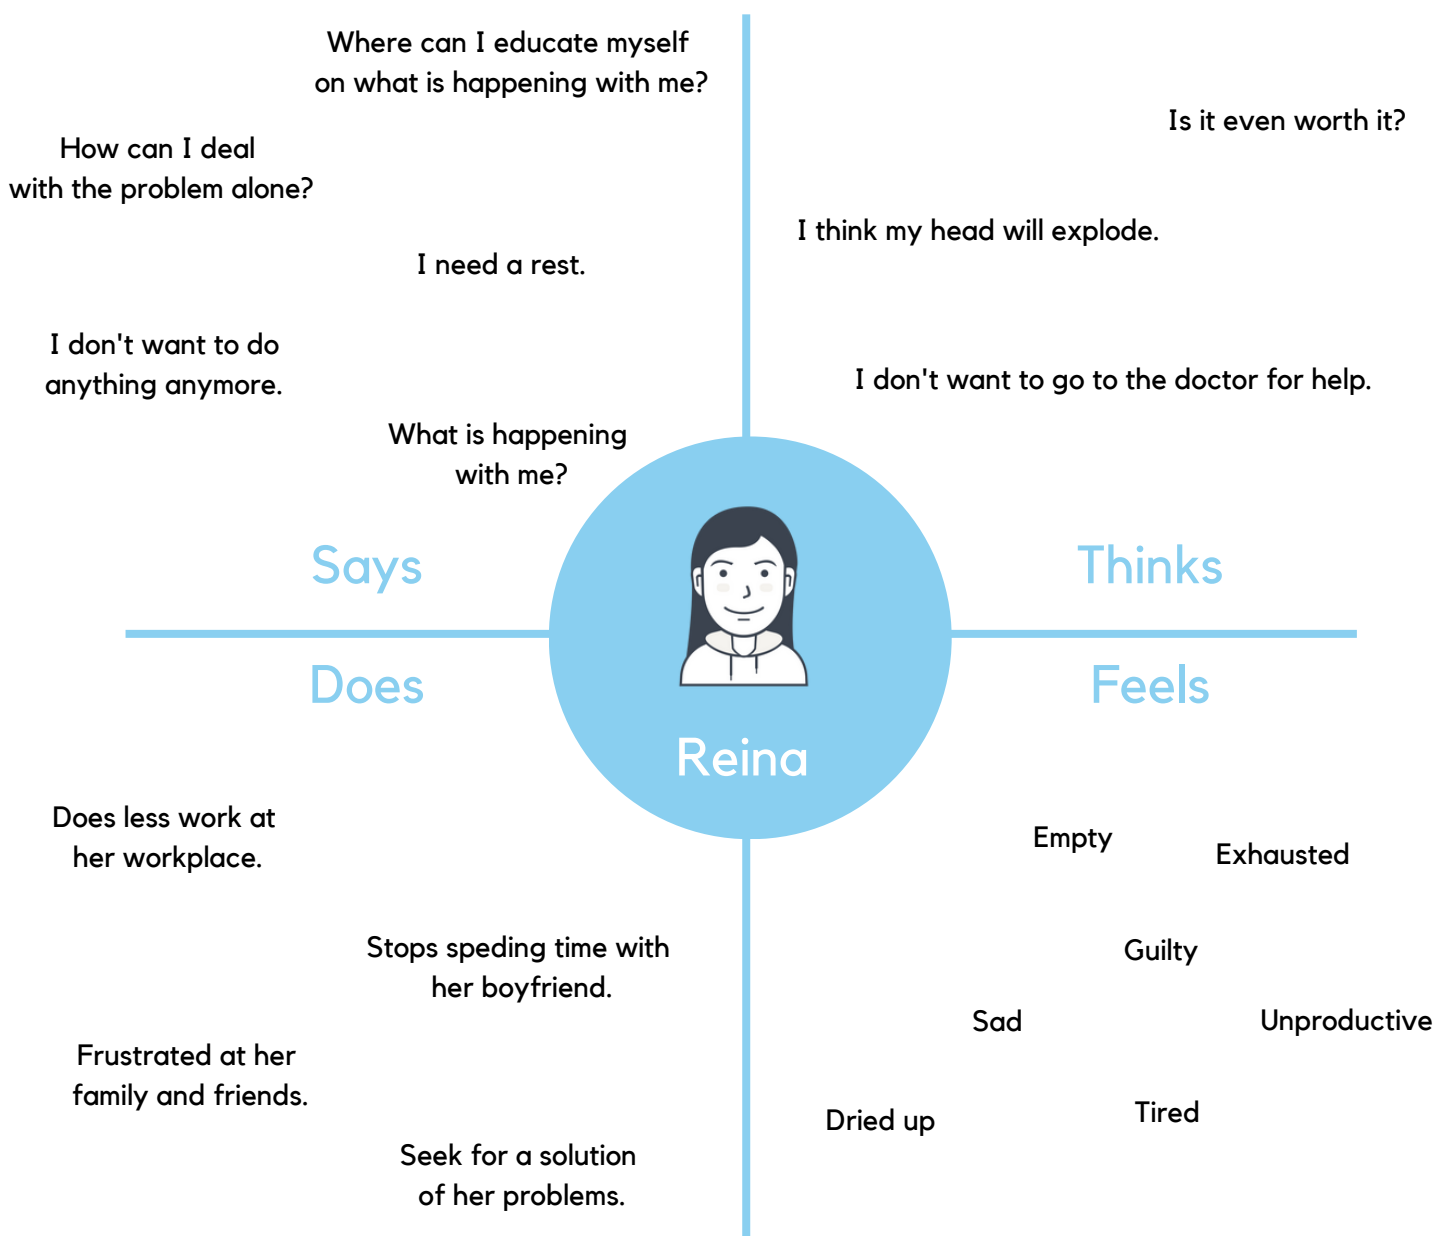 Where can I educate myself
on what is happening with me?
How can I deal
with the problem alone?
I need a rest.
I don't want to do
anything anymore.
What is happening
with me?
Says
Is it even worth it?
I think my head will explode.
I don't want to go to the doctor for help.
Thinks
Reina
Does
Does less work at
her workplace.
Stops speding time with
her boyfriend.
Frustrated at her
family and friends.
Seek for a solution
of her problems.
Feels
Empty
Exhausted
Guilty
Sad
Unproductive
Dried up
Tired